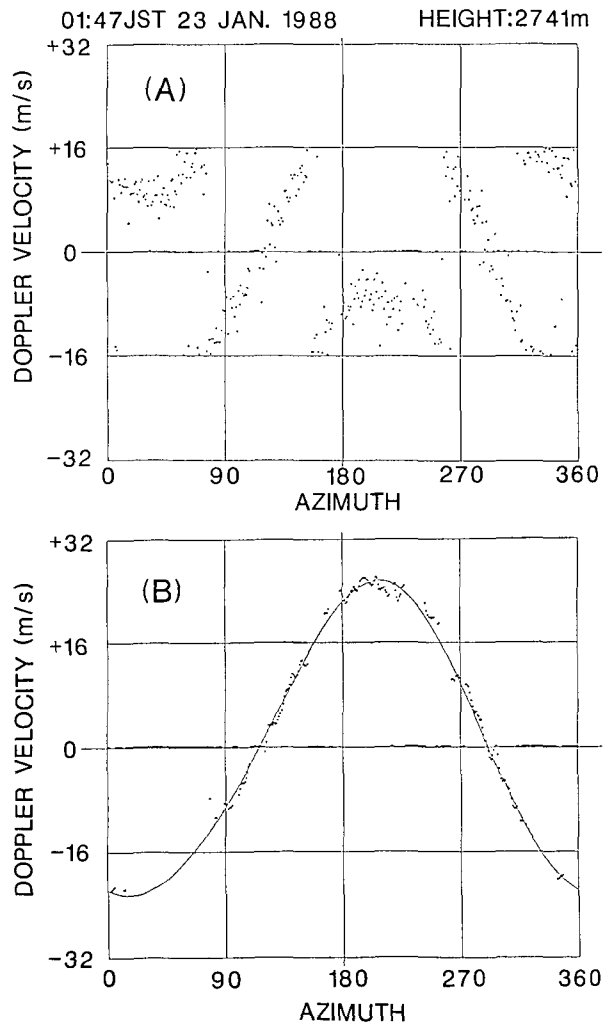 01:47JST 23 JAN. 1988 HEIGHT:2741m
+32
(A)
+16
0
−16
−32
DOPPLER VELOCITY (m/s)
0 90 180 270 360
AZIMUTH
+32
(B)
+16
0
−16
−32
DOPPLER VELOCITY (m/s)
0 90 180 270 360
AZIMUTH